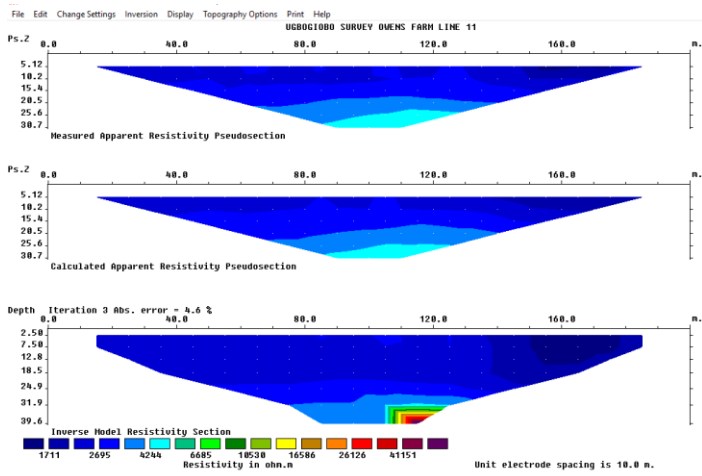 File Edit Change Settings Inversion Display Topography Options Print Help
UGBOGIOBO SURVEY OWENS FARM LINE 11
Ps.Z 0.0 40.0 80.0 120.0 160.0 m.
5.12
10.2
15.4
20.5
25.6
30.7
Measured Apparent Resistivity Pseudosection
Ps.Z 0.0 40.0 80.0 120.0 160.0 m.
5.12
10.2
15.4
20.5
25.6
30.7
Calculated Apparent Resistivity Pseudosection
Depth Iteration 3 Abs. error = 4.6 %
0.0 40.0 80.0 120.0 160.0 m.
2.50
7.50
12.8
18.5
24.9
31.9
39.6
Inverse Model Resistivity Section
1711 2695 4244 6685 10530 16586 26126 41151
Resistivity in ohm.m Unit electrode spacing is 10.0 m.